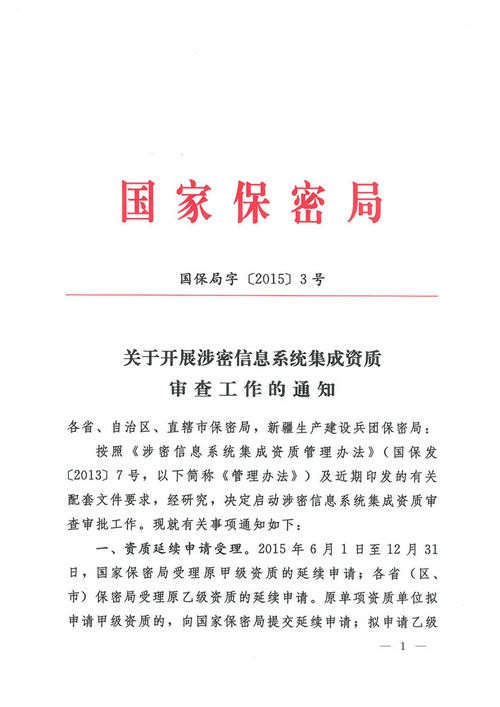 国家保密局
国保局字〔2015〕3号
关于开展涉密信息系统集成资质
审查工作的通知
各省、自治区、直辖市保密局，新疆生产建设兵团保密局：
按照《涉密信息系统集成资质管理办法》（国保发
〔2013〕7号，以下简称《管理办法》）及近期印发的有关
配套文件要求，经研究，决定启动涉密信息系统集成资质审
查审批工作。现就有关事项通知如下：
一、资质延续申请受理。2015年6月1日至12月31
日，国家保密局受理原甲级资质的延续申请；各省（区、
市）保密局受理原乙级资质的延续申请。原单项资质单位拟
申请甲级资质的，向国家保密局提交延续申请；拟申请乙级
— 1 —